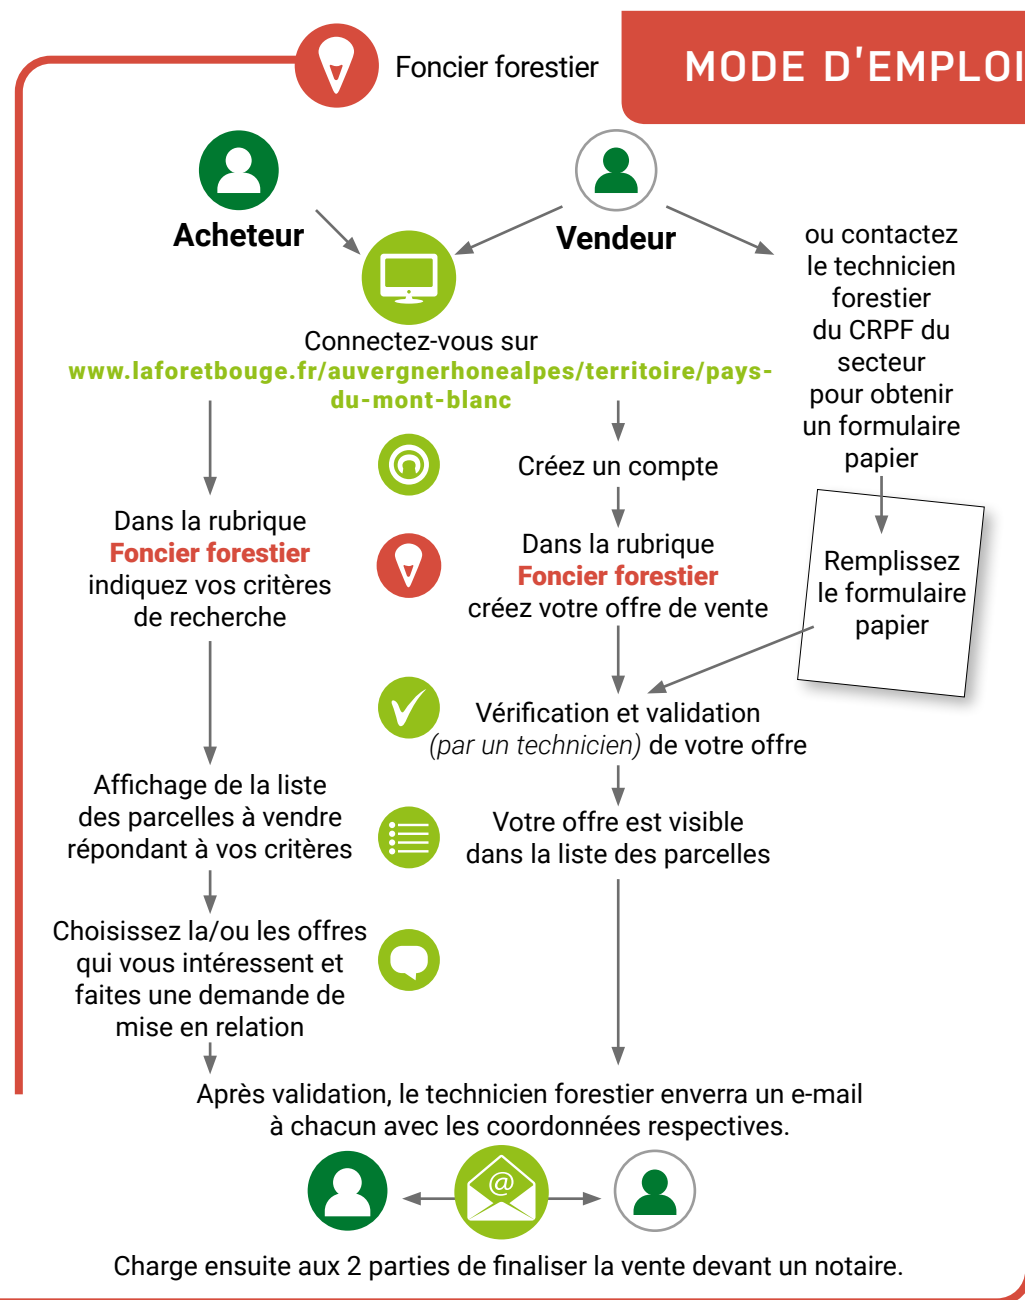 Foncier forestier
MODE D'EMPLOI
Acheteur
Vendeur
ou contactez
le technicien
forestier
du CRPF du
secteur
pour obtenir
un formulaire
papier
Connectez-vous sur
www.laforetbouge.fr/auvergnerhonealpes/territoire/pays-
du-mont-blanc
Dans la rubrique
Foncier forestier
indiquez vos critères
de recherche
Créez un compte
Dans la rubrique
Foncier forestier
créez votre offre de vente
Remplissez
le formulaire
papier
Vérification et validation
(par un technicien) de votre offre
Affichage de la liste
des parcelles à vendre
répondant à vos critères
Votre offre est visible
dans la liste des parcelles
Choisissez la/ou les offres
qui vous intéressent et
faites une demande de
mise en relation
Après validation, le technicien forestier enverra un e-mail
à chacun avec les coordonnées respectives.
@
Charge ensuite aux 2 parties de finaliser la vente devant un notaire.